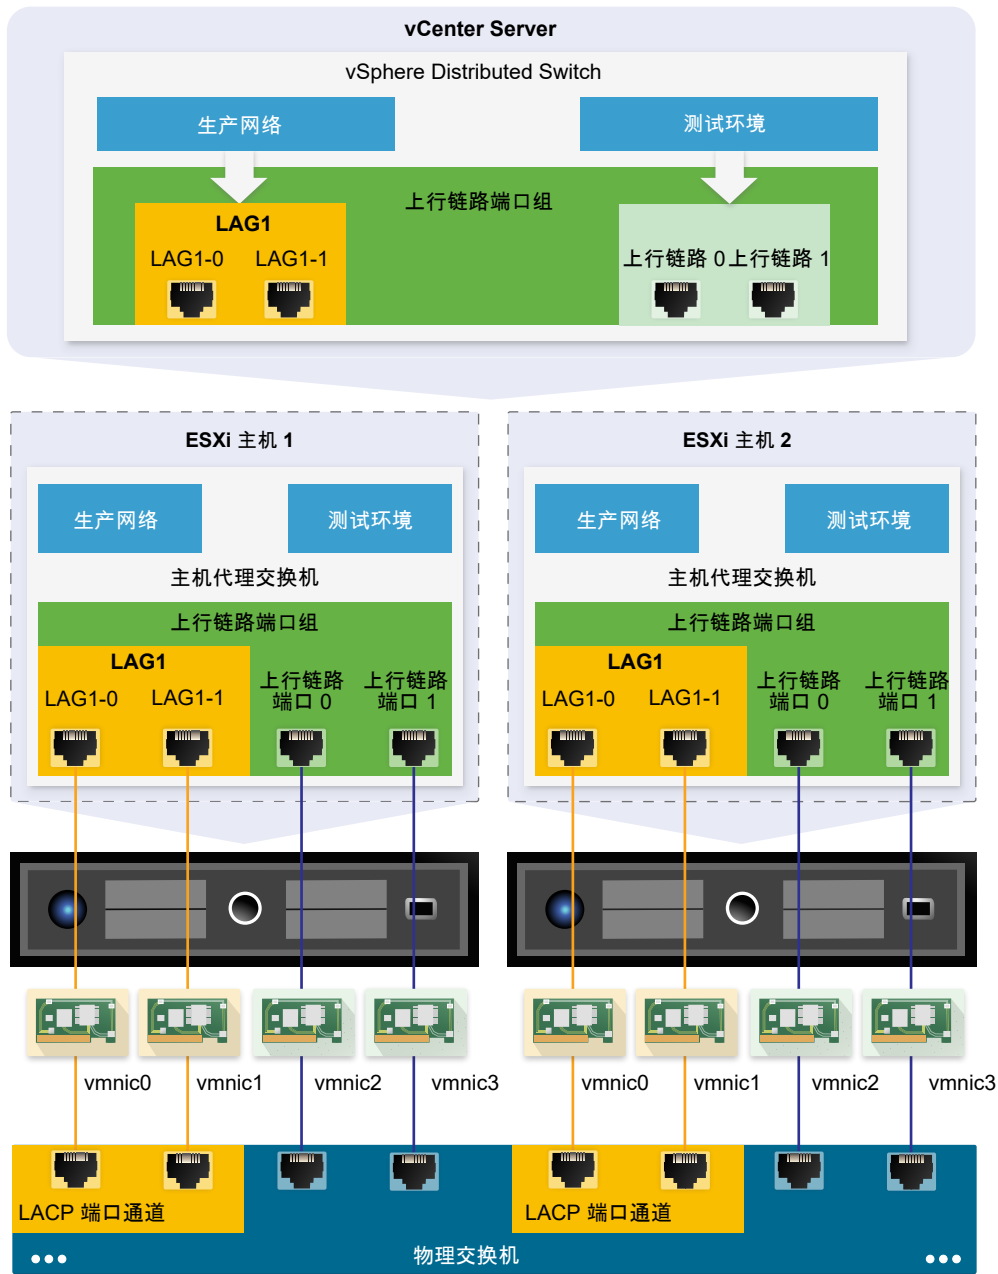 vCenter Server
vSphere Distributed Switch
生产网络
测试环境
上行链路端口组
LAG1
LAG1-0
LAG1-1
上行链路 0
上行链路 1
ESXi 主机 1
生产网络
测试环境
主机代理交换机
上行链路端口组
LAG1
LAG1-0
LAG1-1
上行链路
端口 0
上行链路
端口 1
ESXi 主机 2
生产网络
测试环境
主机代理交换机
上行链路端口组
LAG1
LAG1-0
LAG1-1
上行链路
端口 0
上行链路
端口 1
vmnic0
vmnic1
vmnic2
vmnic3
vmnic0
vmnic1
vmnic2
vmnic3
LACP 端口通道
LACP 端口通道
物理交换机